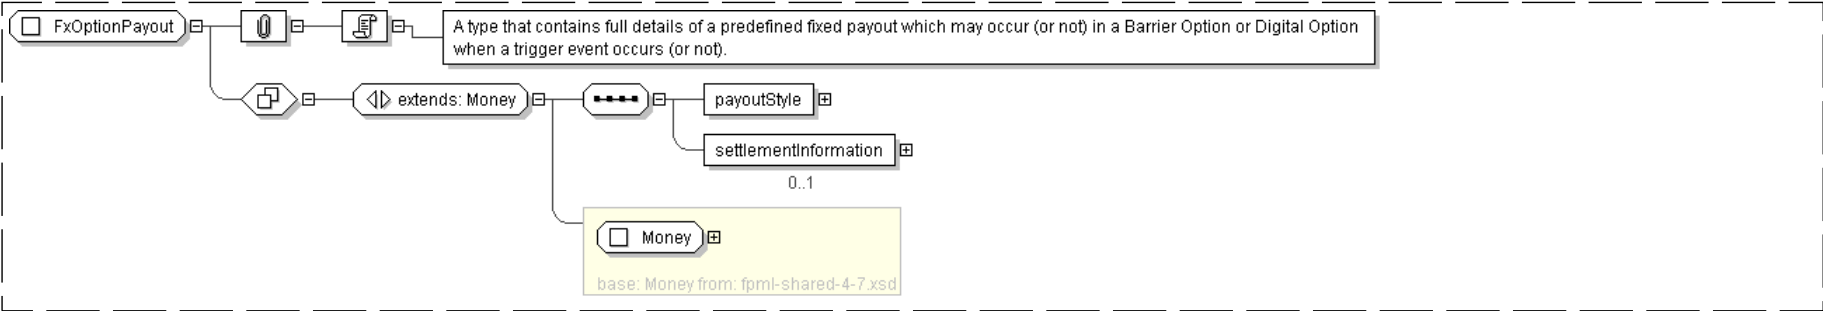 FxOptionPayout
A type that contains full details of a predefined fixed payout which may occur (or not) in a Barrier Option or Digital Option
when a trigger event occurs (or not).
extends: Money
payoutStyle
settlementInformation
0..1
Money
base: Money from: fpml-shared-4-7.xsd